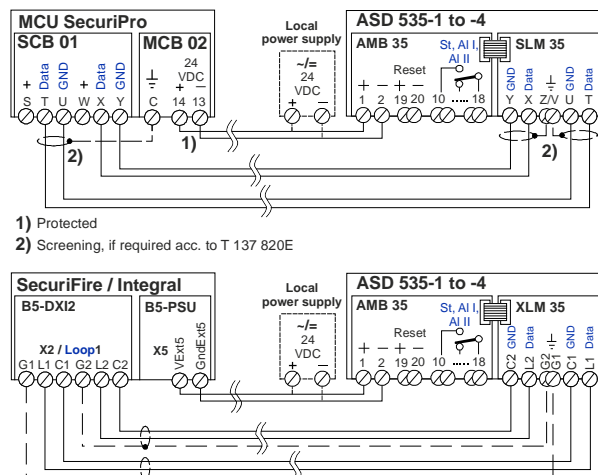 MCU SecuriPro
SCB 01
MCB 02
+ Data GND + Data GND
S T U W X Y
24 VDC
+ −
C 14 13
2)
1)
Local power supply
~/=
24 VDC
+ −
ASD 535-1 to -4
AMB 35
St, Al I, Al II
SLM 35
Reset
+ − + −
1 2 19 20 10 ..... 18
GND Data GND Data
Y X Z/V U T
2)
1) Protected
2) Screening, if required acc. to T 137 820E
SecuriFire / Integral
B5-DXI2
B5-PSU
X2 / Loop1
X5
VExt5
GndExt5
G1 L1 C1 G2 L2 C2
Local power supply
~/=
24 VDC
+ −
ASD 535-1 to -4
AMB 35
St, Al I, Al II
XLM 35
Reset
+ − + −
1 2 19 20 10 ..... 18
GND Data GND Data
C2 L2 G2 G1 C1 L1